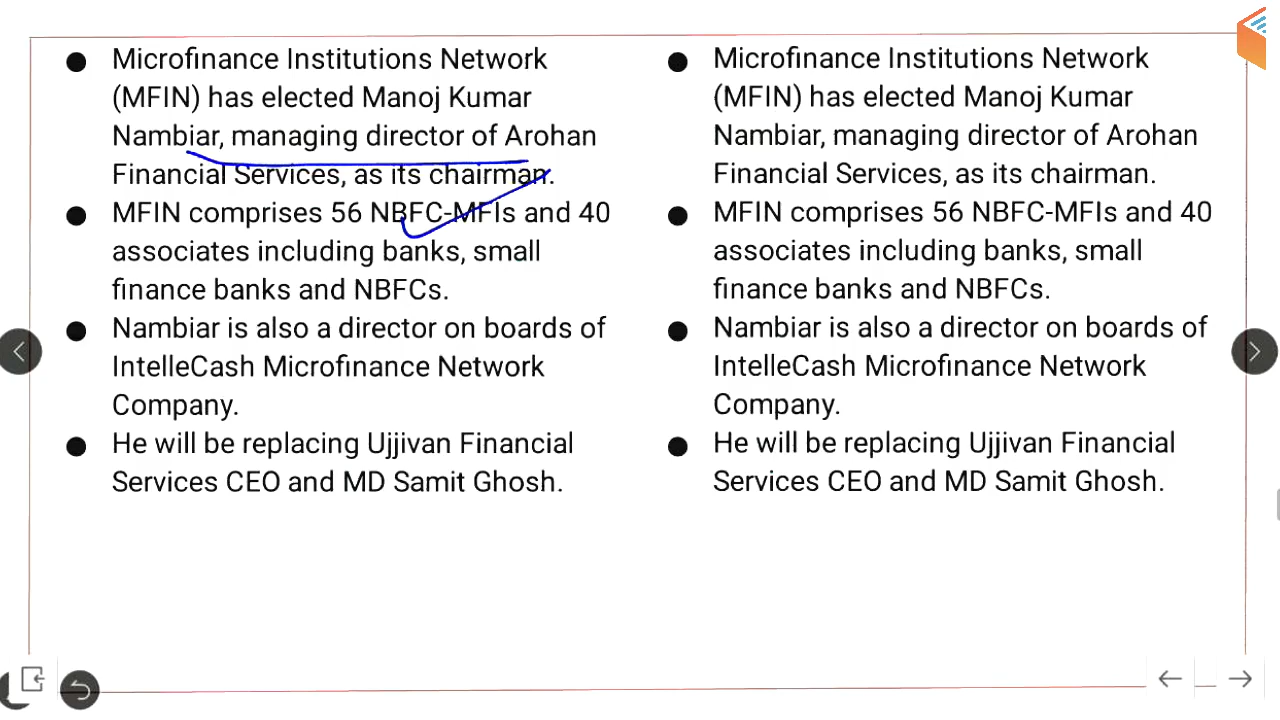 ● Microfinance Institutions Network
(MFIN) has elected Manoj Kumar
Nambiar, managing director of Arohan
Financial Services, as its chairman.
● MFIN comprises 56 NBFC-MFIs and 40
associates including banks, small
finance banks and NBFCs.
● Nambiar is also a director on boards of
IntelleCash Microfinance Network
Company.
● He will be replacing Ujjivan Financial
Services CEO and MD Samit Ghosh.
● Microfinance Institutions Network
(MFIN) has elected Manoj Kumar
Nambiar, managing director of Arohan
Financial Services, as its chairman.
● MFIN comprises 56 NBFC-MFIs and 40
associates including banks, small
finance banks and NBFCs.
● Nambiar is also a director on boards of
IntelleCash Microfinance Network
Company.
● He will be replacing Ujjivan Financial
Services CEO and MD Samit Ghosh.